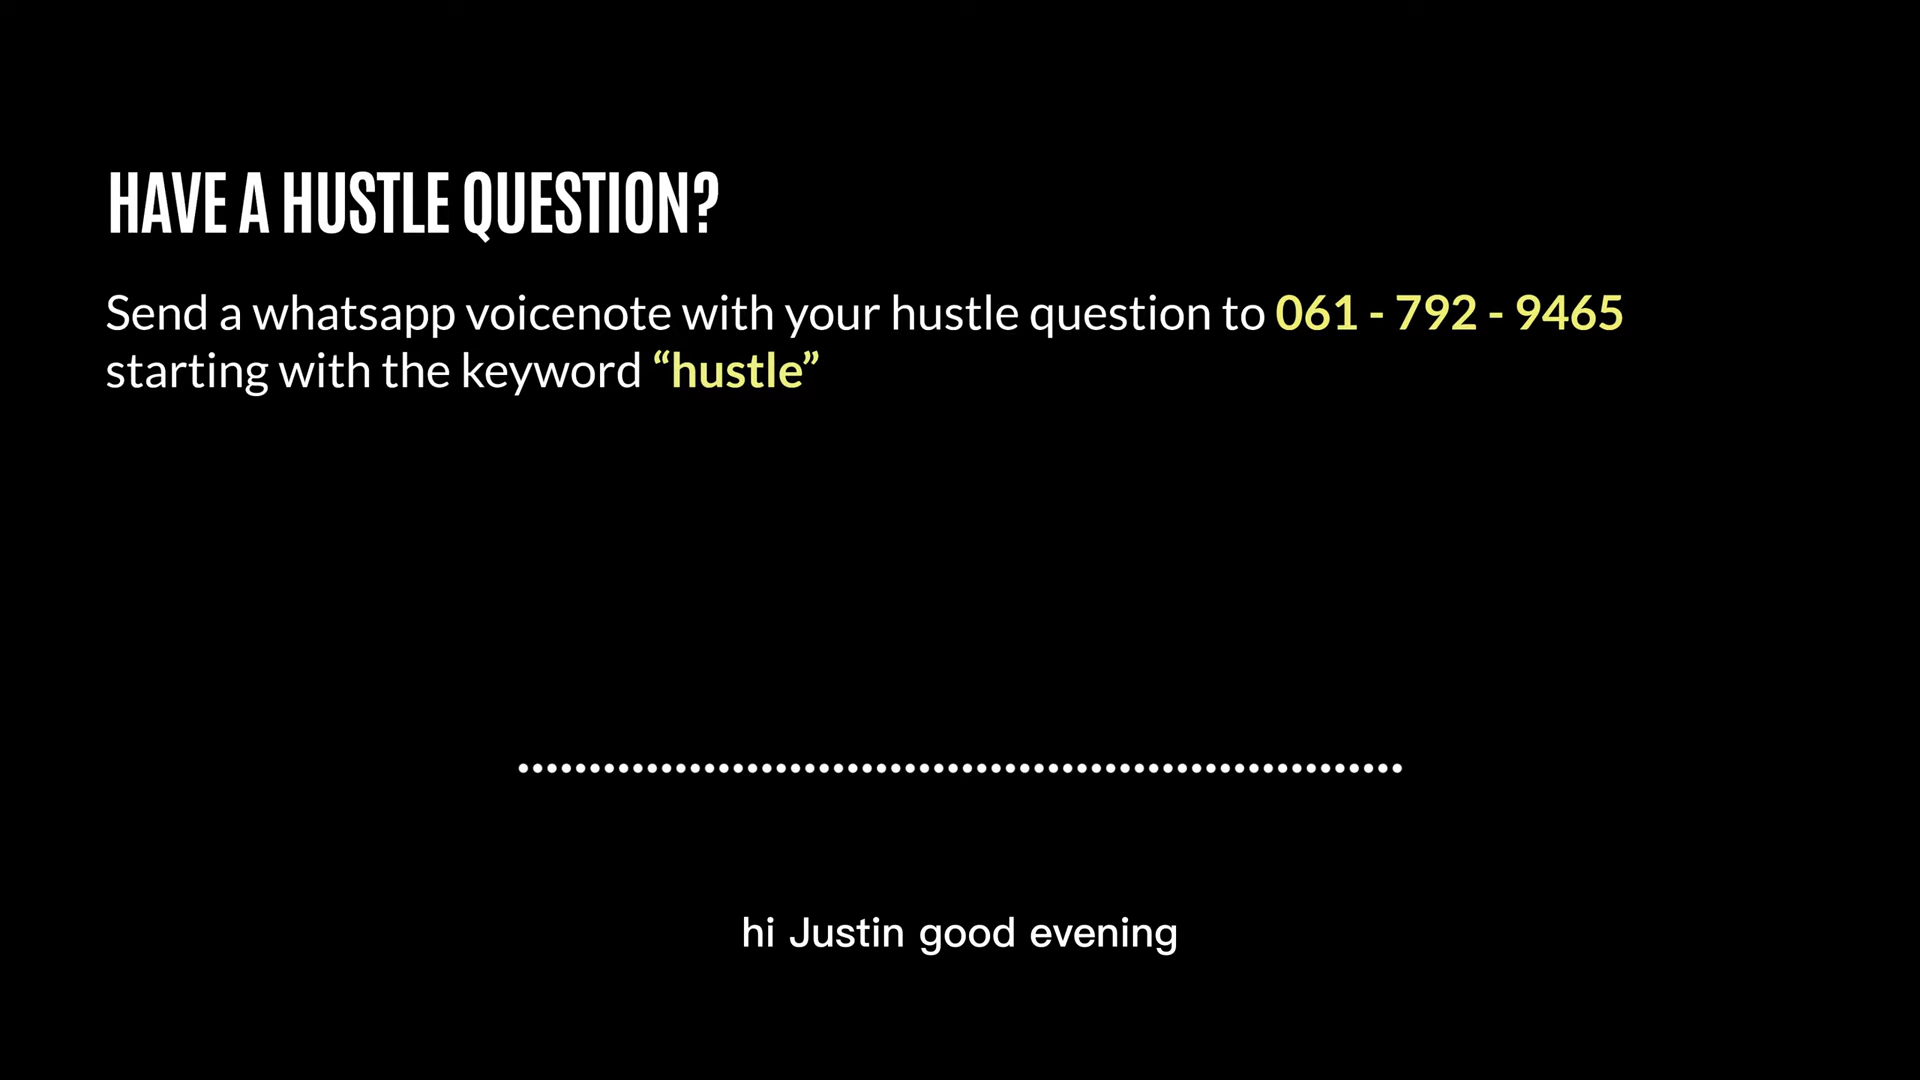 HAVE A HUSTLE QUESTION?
Send a whatsapp voicenote with your hustle question to 061 - 792 - 9465
starting with the keyword “hustle”
hi Justin good evening